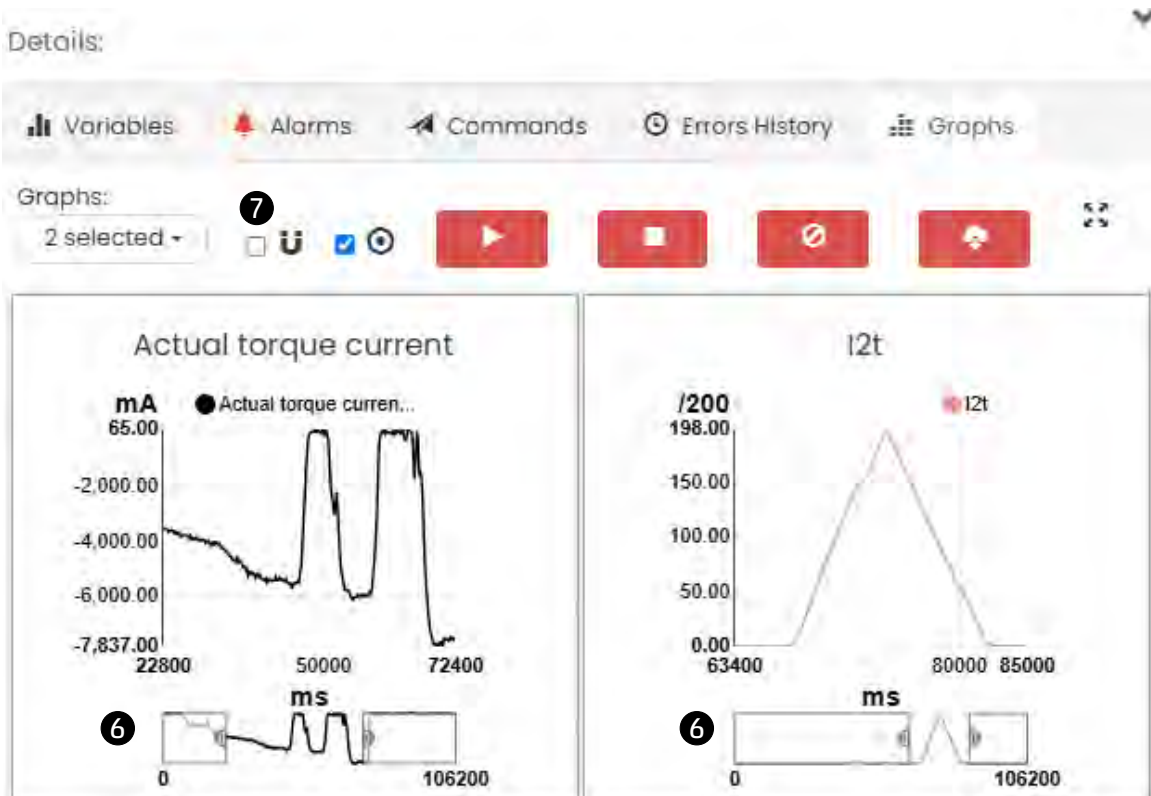 Details:
Variables Alarms Commands Errors History Graphs
Graphs:
7
2 selected
Actual torque current
mA Actual torque curren...
65.00
-2,000.00
-4,000.00
-6,000.00
-7,837.00
22800 50000 72400
ms
6
0 106200
I2t
/200 I2t
198.00
150.00
100.00
50.00
0.00
63400 80000 85000
ms
6
0 106200